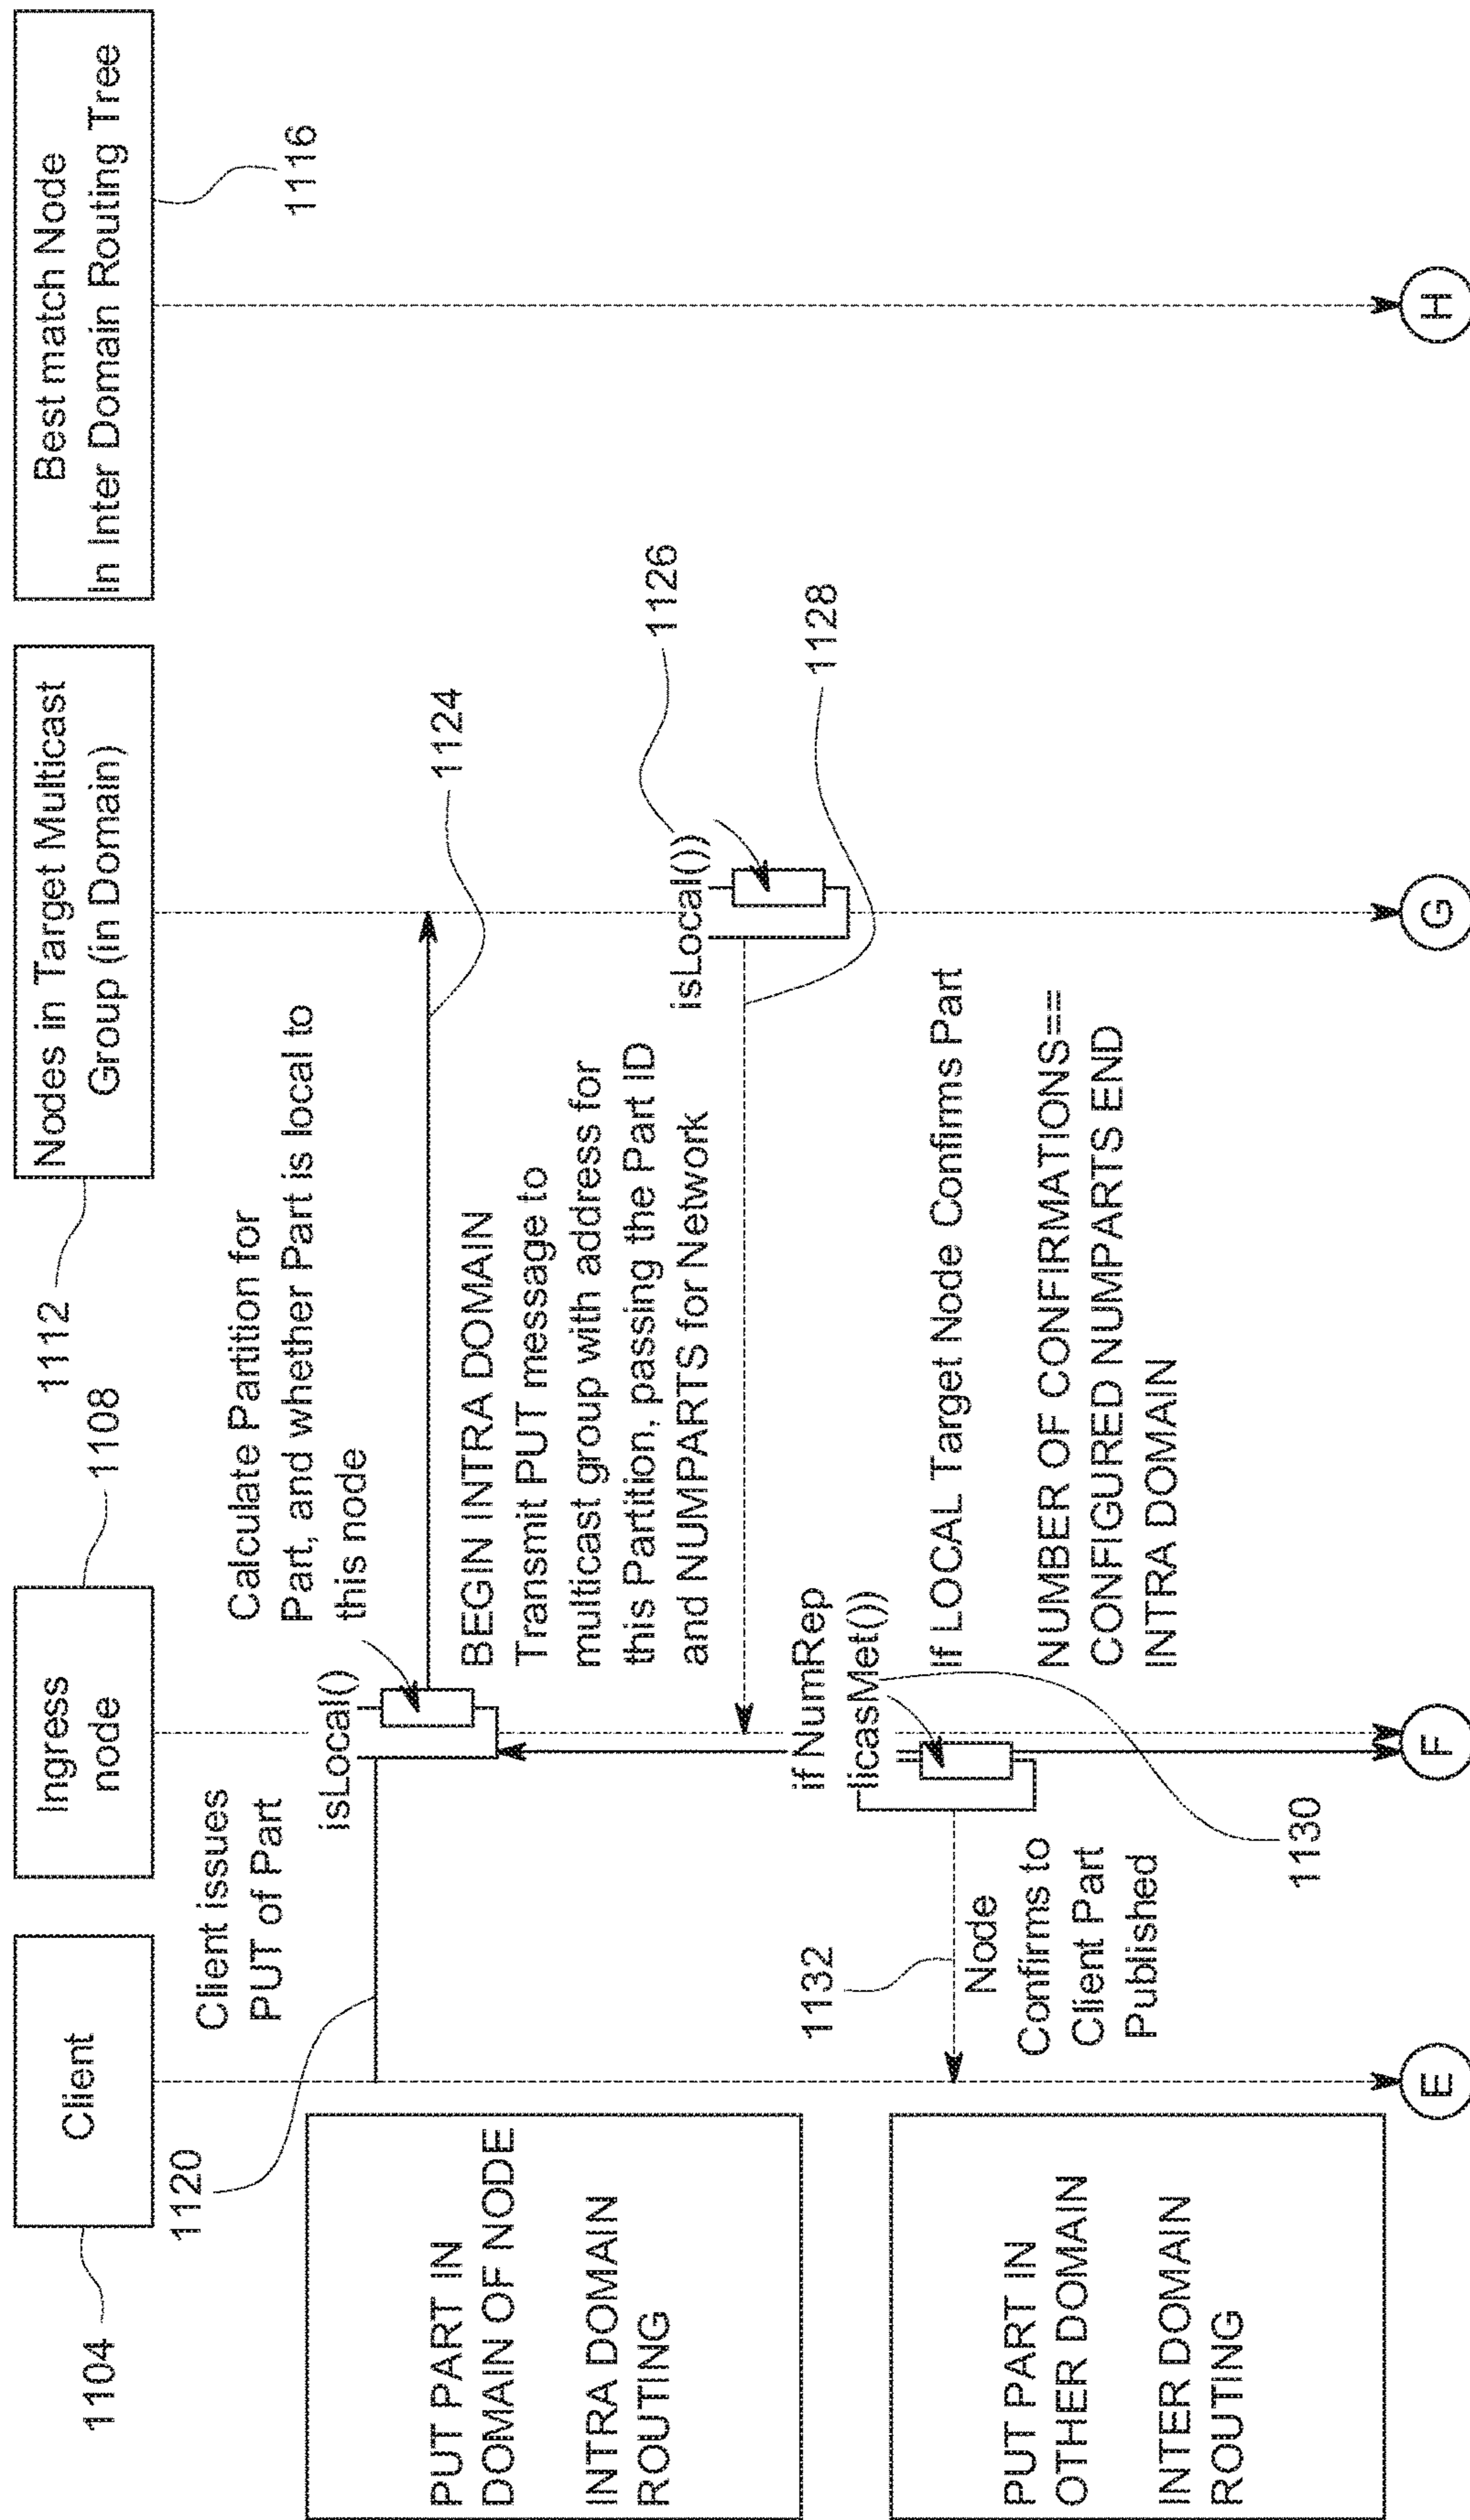 1104
Client
1108
Ingress
node
1112
Nodes in Target Multicast
Group (in Domain)
Best match Node
In Inter Domain Routing Tree
1116
1120
Client issues
PUT of Part
isLocal()
Calculate Partition for
Part, and whether Part is local to
this node
1124
PUT PART IN
DOMAIN OF NODE
INTRA DOMAIN
ROUTING
BEGIN INTRA DOMAIN
Transmit PUT message to
multicast group with address for
this Partition, passing the Part ID
and NUMPARTS for Network
isLocal())
1126
1128
if NumRep
licasMet())
1132
Node
Confirms to
Client Part
Published
1130
If LOCAL Target Node Confirms Part
NUMBER OF CONFIRMATIONS==
CONFIGURED NUMPARTS END
INTRA DOMAIN
PUT PART IN
OTHER DOMAIN
INTER DOMAIN
ROUTING
E
F
G
H